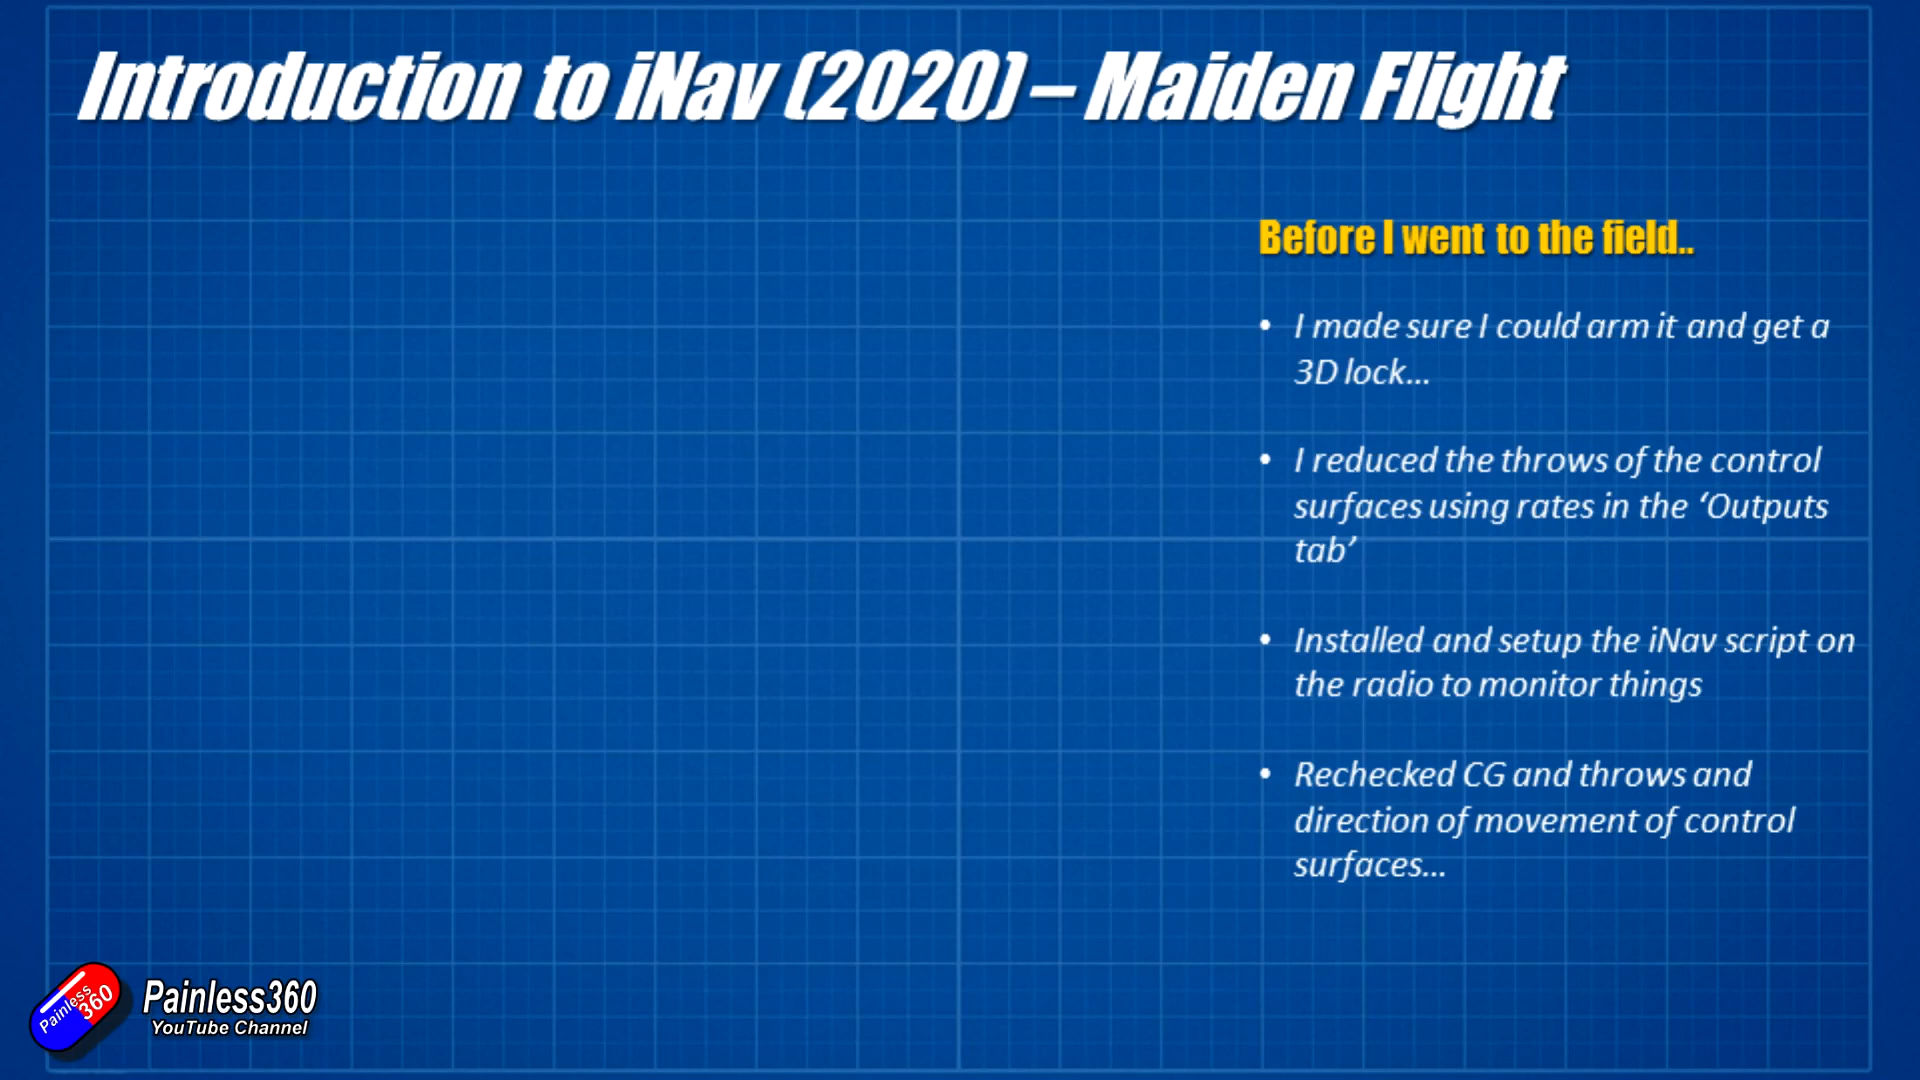 Introduction to iNav (2020) – Maiden Flight
Before I went to the field..
• I made sure I could arm it and get a
3D lock...
• I reduced the throws of the control
surfaces using rates in the ‘Outputs
tab’
• Installed and setup the iNav script on
the radio to monitor things
• Rechecked CG and throws and
direction of movement of control
surfaces...
Painless
360
Painless360
YouTube Channel